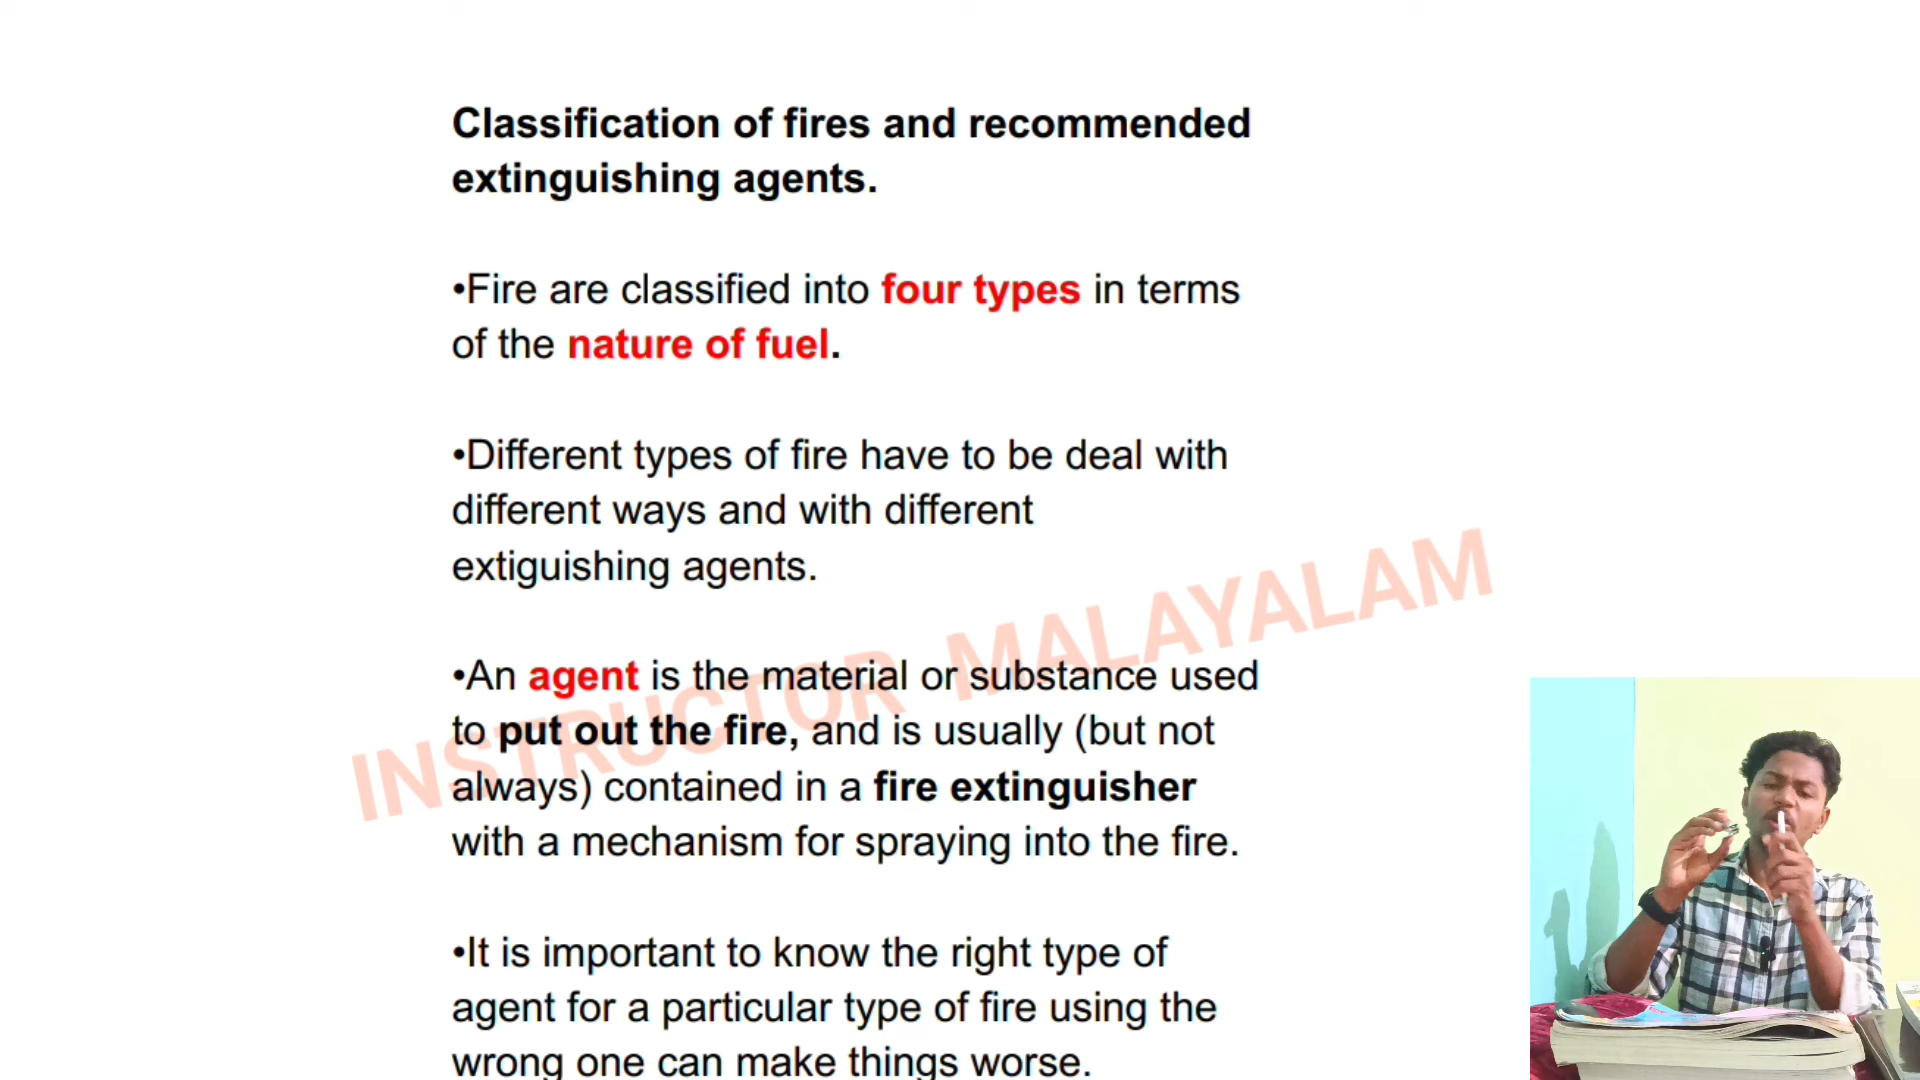 Classification of fires and recommended
extinguishing agents.
•Fire are classified into four types in terms
of the nature of fuel.
•Different types of fire have to be deal with
different ways and with different
extiguishing agents.
•An agent is the material or substance used
to put out the fire, and is usually (but not
always) contained in a fire extinguisher
with a mechanism for spraying into the fire.
•It is important to know the right type of
agent for a particular type of fire using the
wrong one can make things worse.
INSTRUCTOR MALAYALAM